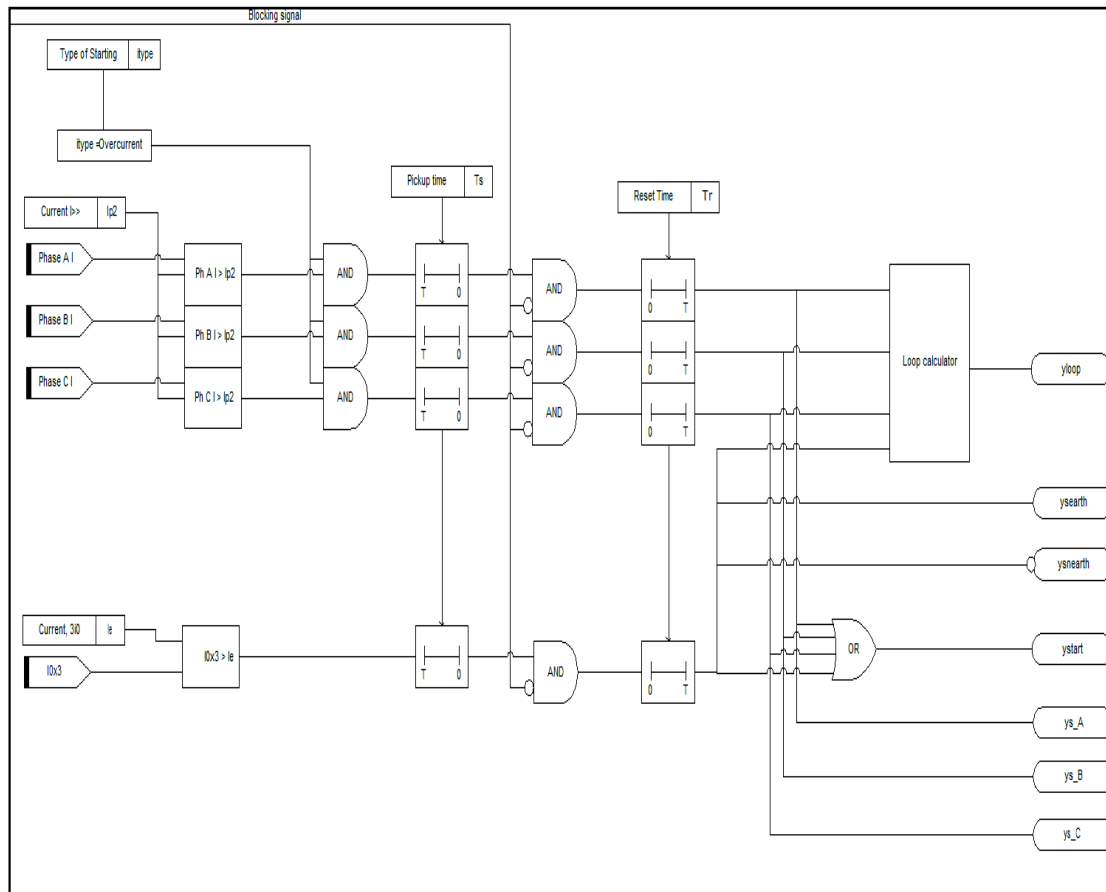 Blocking signal
Type of Starting itype
itype =Overcurrent
Pickup time Ts
Reset Time Tr
Current I>> Ip2
Phase A I
Ph A I > Ip2
AND
T 0
AND
0 T
Phase B I
Ph B I > Ip2
AND
T 0
AND
0 T
Loop calculator
yloop
Phase C I
Ph C I > Ip2
AND
T 0
AND
0 T
ysearth
ysnearth
Current, 3I0 Ie
I0x3
I0x3 > Ie
T 0
AND
0 T
OR
ystart
ys_A
ys_B
ys_C